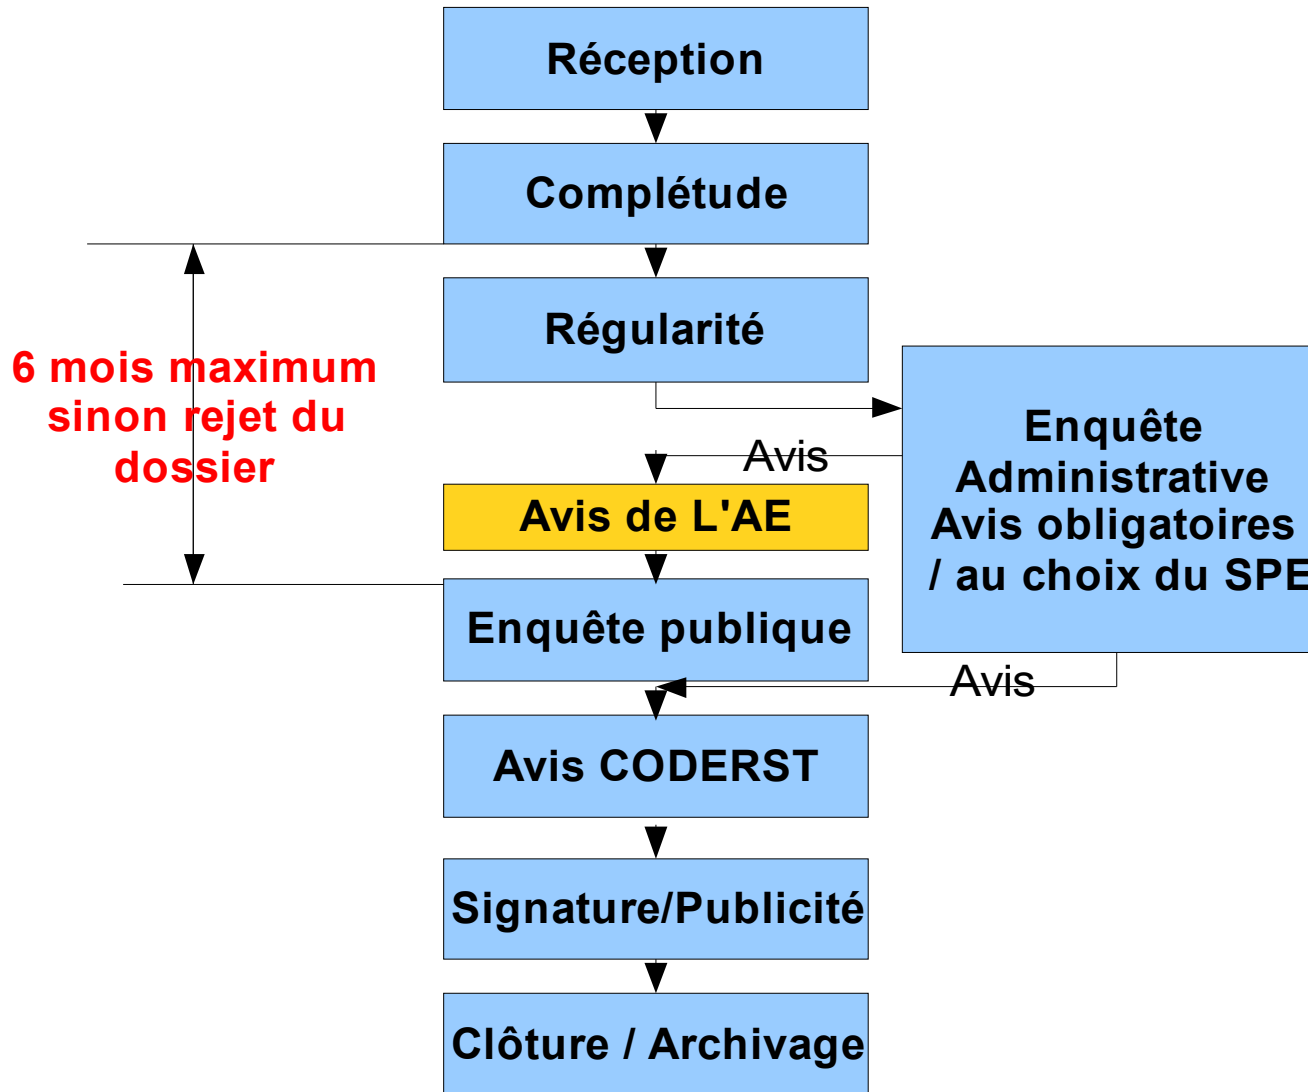 Réception
Complétude
Régularité
6 mois maximum
sinon rejet du
dossier
Enquête
Administrative
Avis obligatoires
/ au choix du SPE
Avis
Avis de L'AE
Enquête publique
Avis
Avis CODERST
Signature/Publicité
Clôture / Archivage